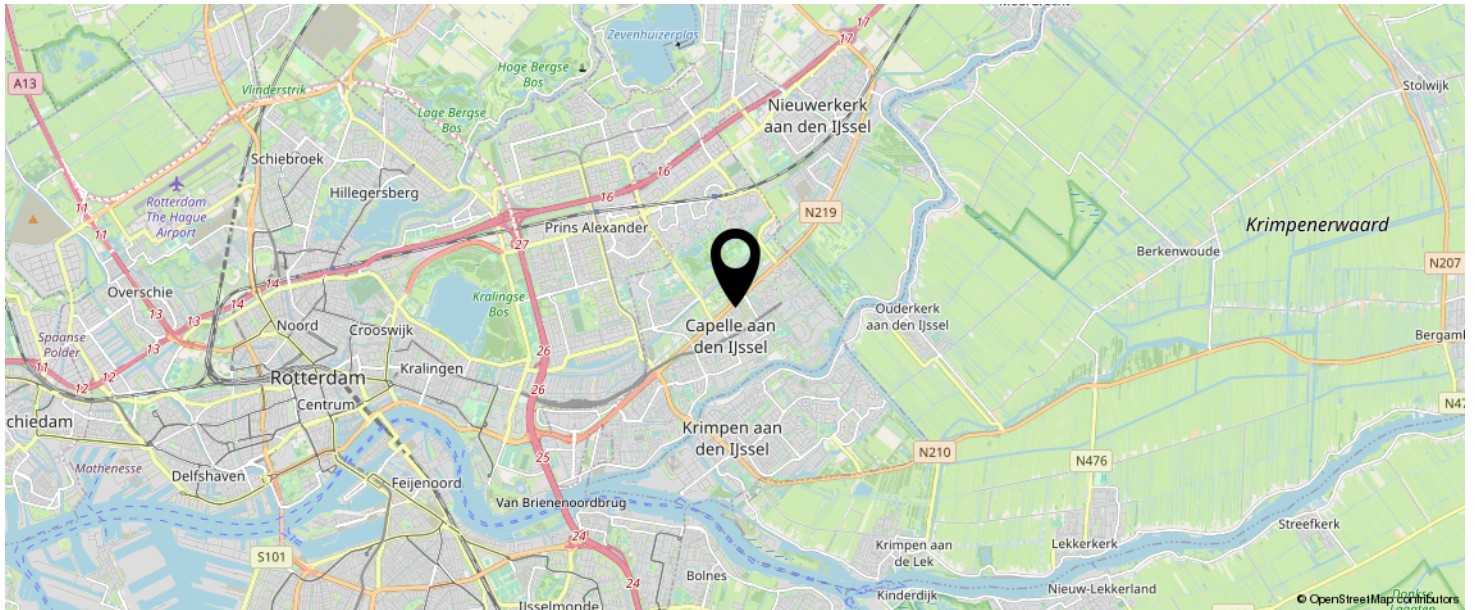 Moordrecht
Zevenhuizerplas
17
17
Hoge Bergse
Bos
A13
Vlinderstrik
Stolwijk
Nieuwerkerk
aan den IJssel
Lage Bergse
Bos
Schiebroek
16
Hillegersberg
16
Rotterdam
The Hague
Airport
11
11
N219
Prins Alexander
Krimpenerwaard
27
Berkenwoude
N207
Overschie
14
14
Kralingse
Bos
13
13
Noord
Crooswijk
Ouderkerk
aan den IJssel
Capelle aan
den IJssel
Spaanse
Polder
13
26
Bergamb
11
12
12
Kralingen
Rotterdam
26
Centrum
N47
chiedam
Krimpen aan
den IJssel
N210
N476
25
Mathenesse
Delfshaven
Feijenoord
Van Brienenoordbrug
Streefkerk
24
S101
Krimpen aan
de Lek
Lekkerkerk
Bolnes
24
Nieuw-Lekkerland
Kinderdijk
IJsselmonde
© OpenStreetMap contributors